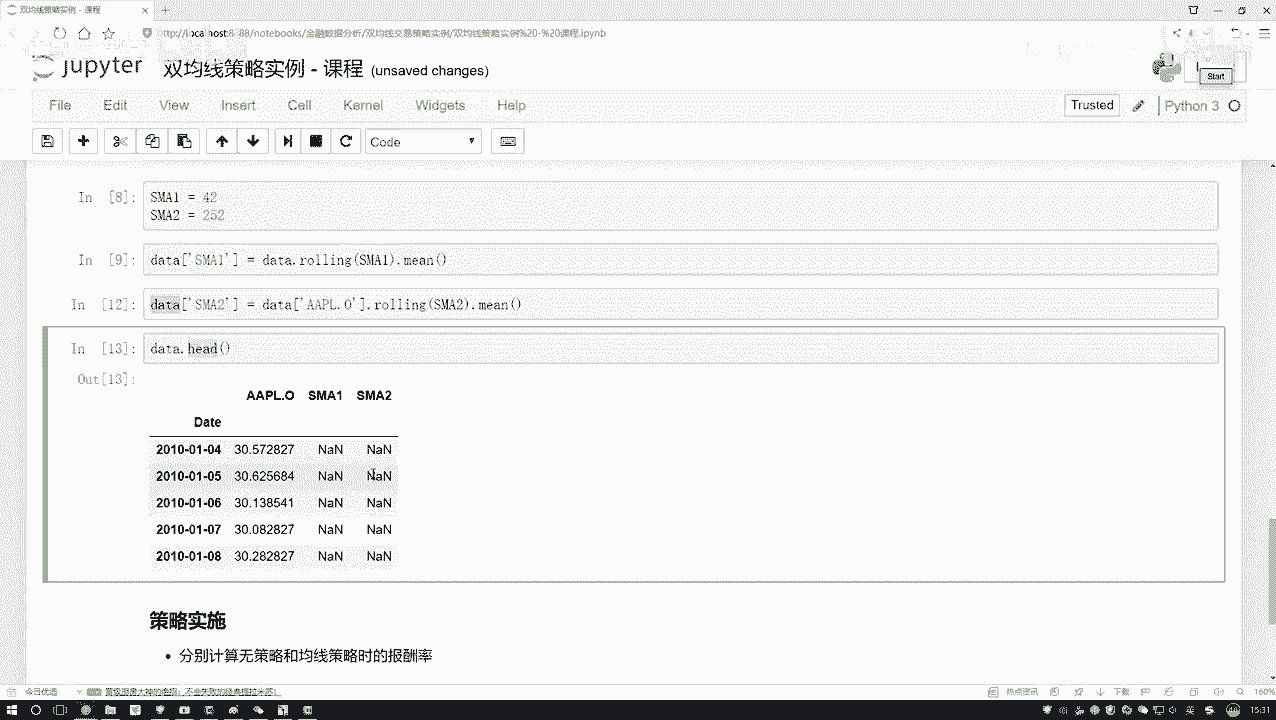 双均线策略实例 - 课程
http://localhost:8888/notebooks/金融数据分析/双均线交易策略实例/双均线策略实例%20-%20课程.ipynb
jupyter 双均线策略实例 - 课程 (unsaved changes)
Start
File Edit View Insert Cell Kernel Widgets Help
Trusted
Python 3
Code
In [8]:
SMA1 = 42
SMA2 = 252
In [9]:
data['SMA1'] = data.rolling(SMA1).mean()
In [12]:
data['SMA2'] = data['AAPL.O'].rolling(SMA2).mean()
In [13]:
data.head()
Out[13]:
AAPL.O SMA1 SMA2
Date
2010-01-04 30.572827 NaN NaN
2010-01-05 30.625684 NaN NaN
2010-01-06 30.138541 NaN NaN
2010-01-07 30.082827 NaN NaN
2010-01-08 30.282827 NaN NaN
策略实施
• 分别计算无策略和均线策略时的报酬率
今日优选
热点资讯
下载
160%
15:31